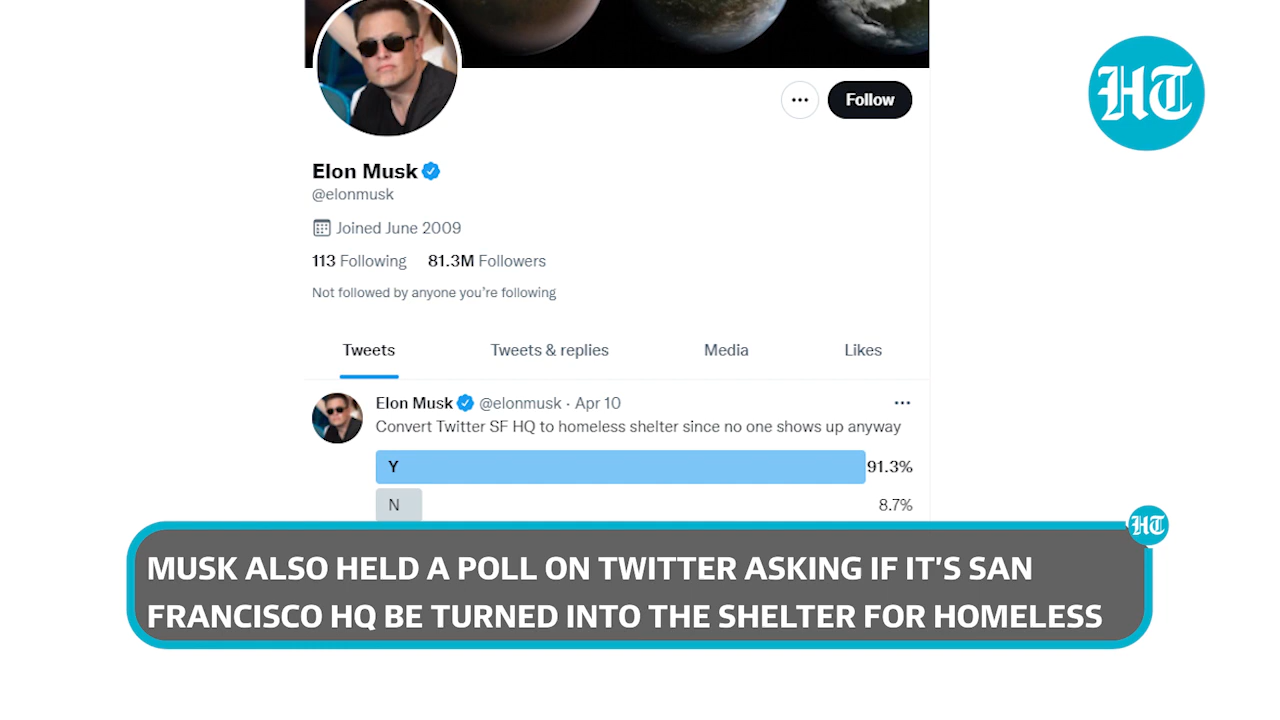 HT
Follow
Elon Musk
@elonmusk
Joined June 2009
113 Following 81.3M Followers
Not followed by anyone you're following
Tweets Tweets & replies Media Likes
Elon Musk @elonmusk · Apr 10
Convert Twitter SF HQ to homeless shelter since no one shows up anyway
Y 91.3%
N 8.7%
HT
MUSK ALSO HELD A POLL ON TWITTER ASKING IF IT'S SAN
FRANCISCO HQ BE TURNED INTO THE SHELTER FOR HOMELESS